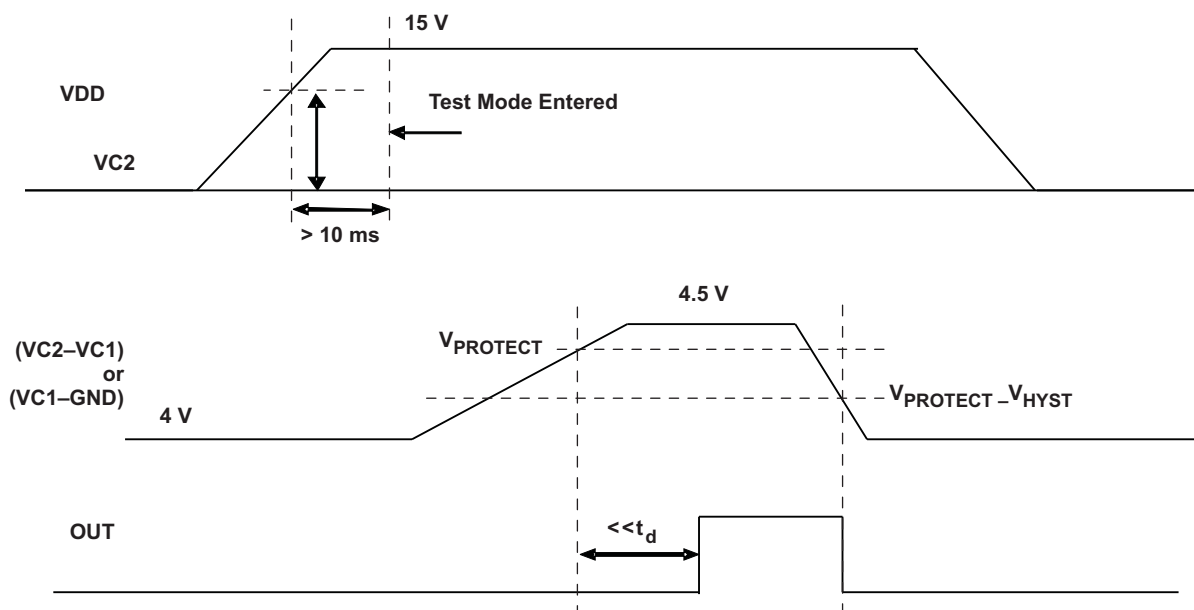 15 V
VDD
Test Mode Entered
VC2
> 10 ms
4.5 V
(VC2–VC1)
or
(VC1–GND)
VPROTECT
VPROTECT –VHYST
4 V
OUT
<<td